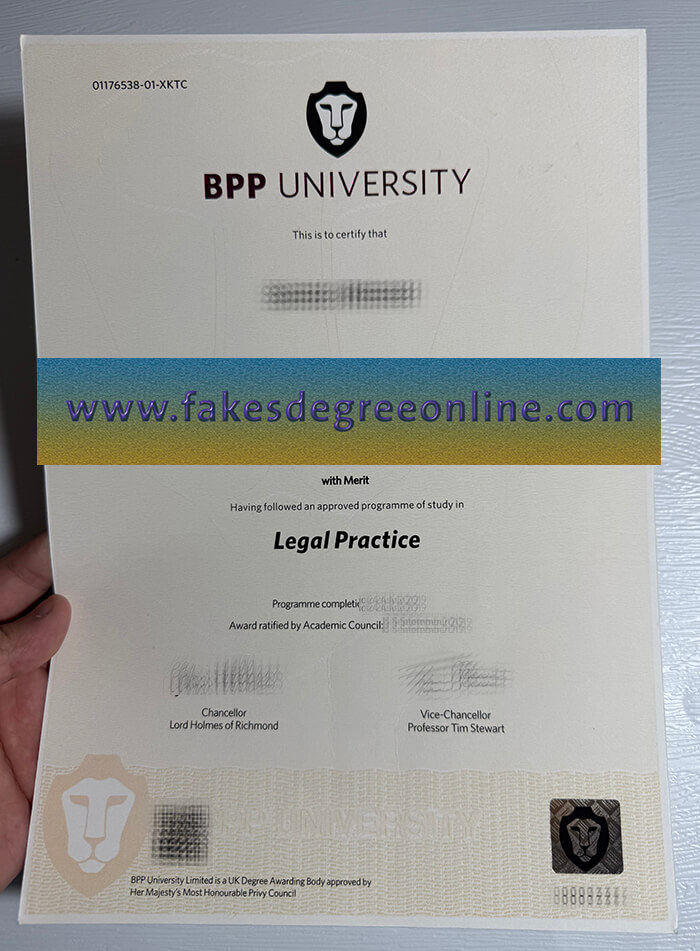 01176538-01-XKTC
BPP UNIVERSITY
This is to certify that
www.fakesdegreeonline.com
with Merit
Having followed an approved programme of study in
Legal Practice
Programme
Award ratified by Academic Council:
Chancellor
Lord Holmes of Richmond
Vice-Chancellor
Professor Tim Stewart
BPP UNIVERSITY
BPP University Limited is a UK Degree Awarding Body approved by
Her Majesty's Most Honourable Privy Council